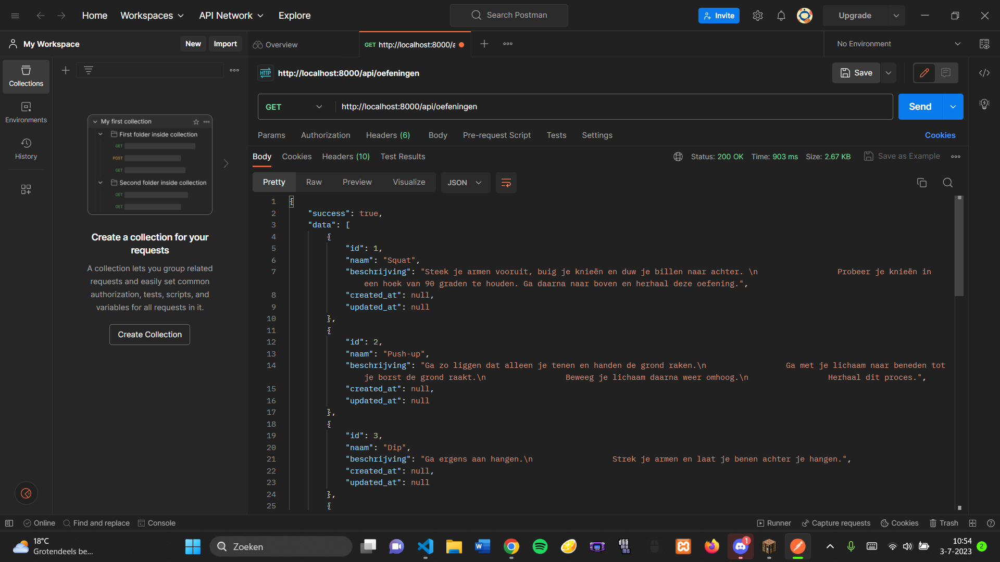 Home Workspaces API Network Explore Search Postman Invite Upgrade
My Workspace New Import Overview GET http://localhost:8000/a No Environment
HTTP http://localhost:8000/api/oefeningen Save
Collections
Environments
History
GET http://localhost:8000/api/oefeningen Send
Params Authorization Headers (6) Body Pre-request Script Tests Settings Cookies
Body Cookies Headers (10) Test Results Status: 200 OK Time: 903 ms Size: 2.67 KB Save as Example
Pretty Raw Preview Visualize JSON
My first collection
First folder inside collection
GET
POST
GET
Second folder inside collection
GET
GET
Create a collection for your
requests
A collection lets you group related
requests and easily set common
authorization, tests, scripts, and
variables for all requests in it.
Create Collection
1 {
2 "success": true,
3 "data": [
4 {
5 "id": 1,
6 "naam": "Squat",
7 "beschrijving": "Steek je armen vooruit, buig je knieën en duw je billen naar achter. \n Probeer je knieën in
een hoek van 90 graden te houden. Ga daarna naar boven en herhaal deze oefening.",
8 "created_at": null,
9 "updated_at": null
10 },
11 {
12 "id": 2,
13 "naam": "Push-up",
14 "beschrijving": "Ga zo liggen dat alleen je tenen en handen de grond raken.\n Ga met je lichaam naar beneden tot
je borst de grond raakt.\n Beweeg je lichaam daarna weer omhoog.\n Herhaal dit proces.",
15 "created_at": null,
16 "updated_at": null
17 },
18 {
19 "id": 3,
20 "naam": "Dip",
21 "beschrijving": "Ga ergens aan hangen.\n Strek je armen en laat je benen achter je hangen.",
22 "created_at": null,
23 "updated_at": null
24 },
25 {
Online Find and replace Console Runner Capture requests Cookies Trash
18°C
Grotendeels be...
Zoeken
1
10:54
3-7-2023
2